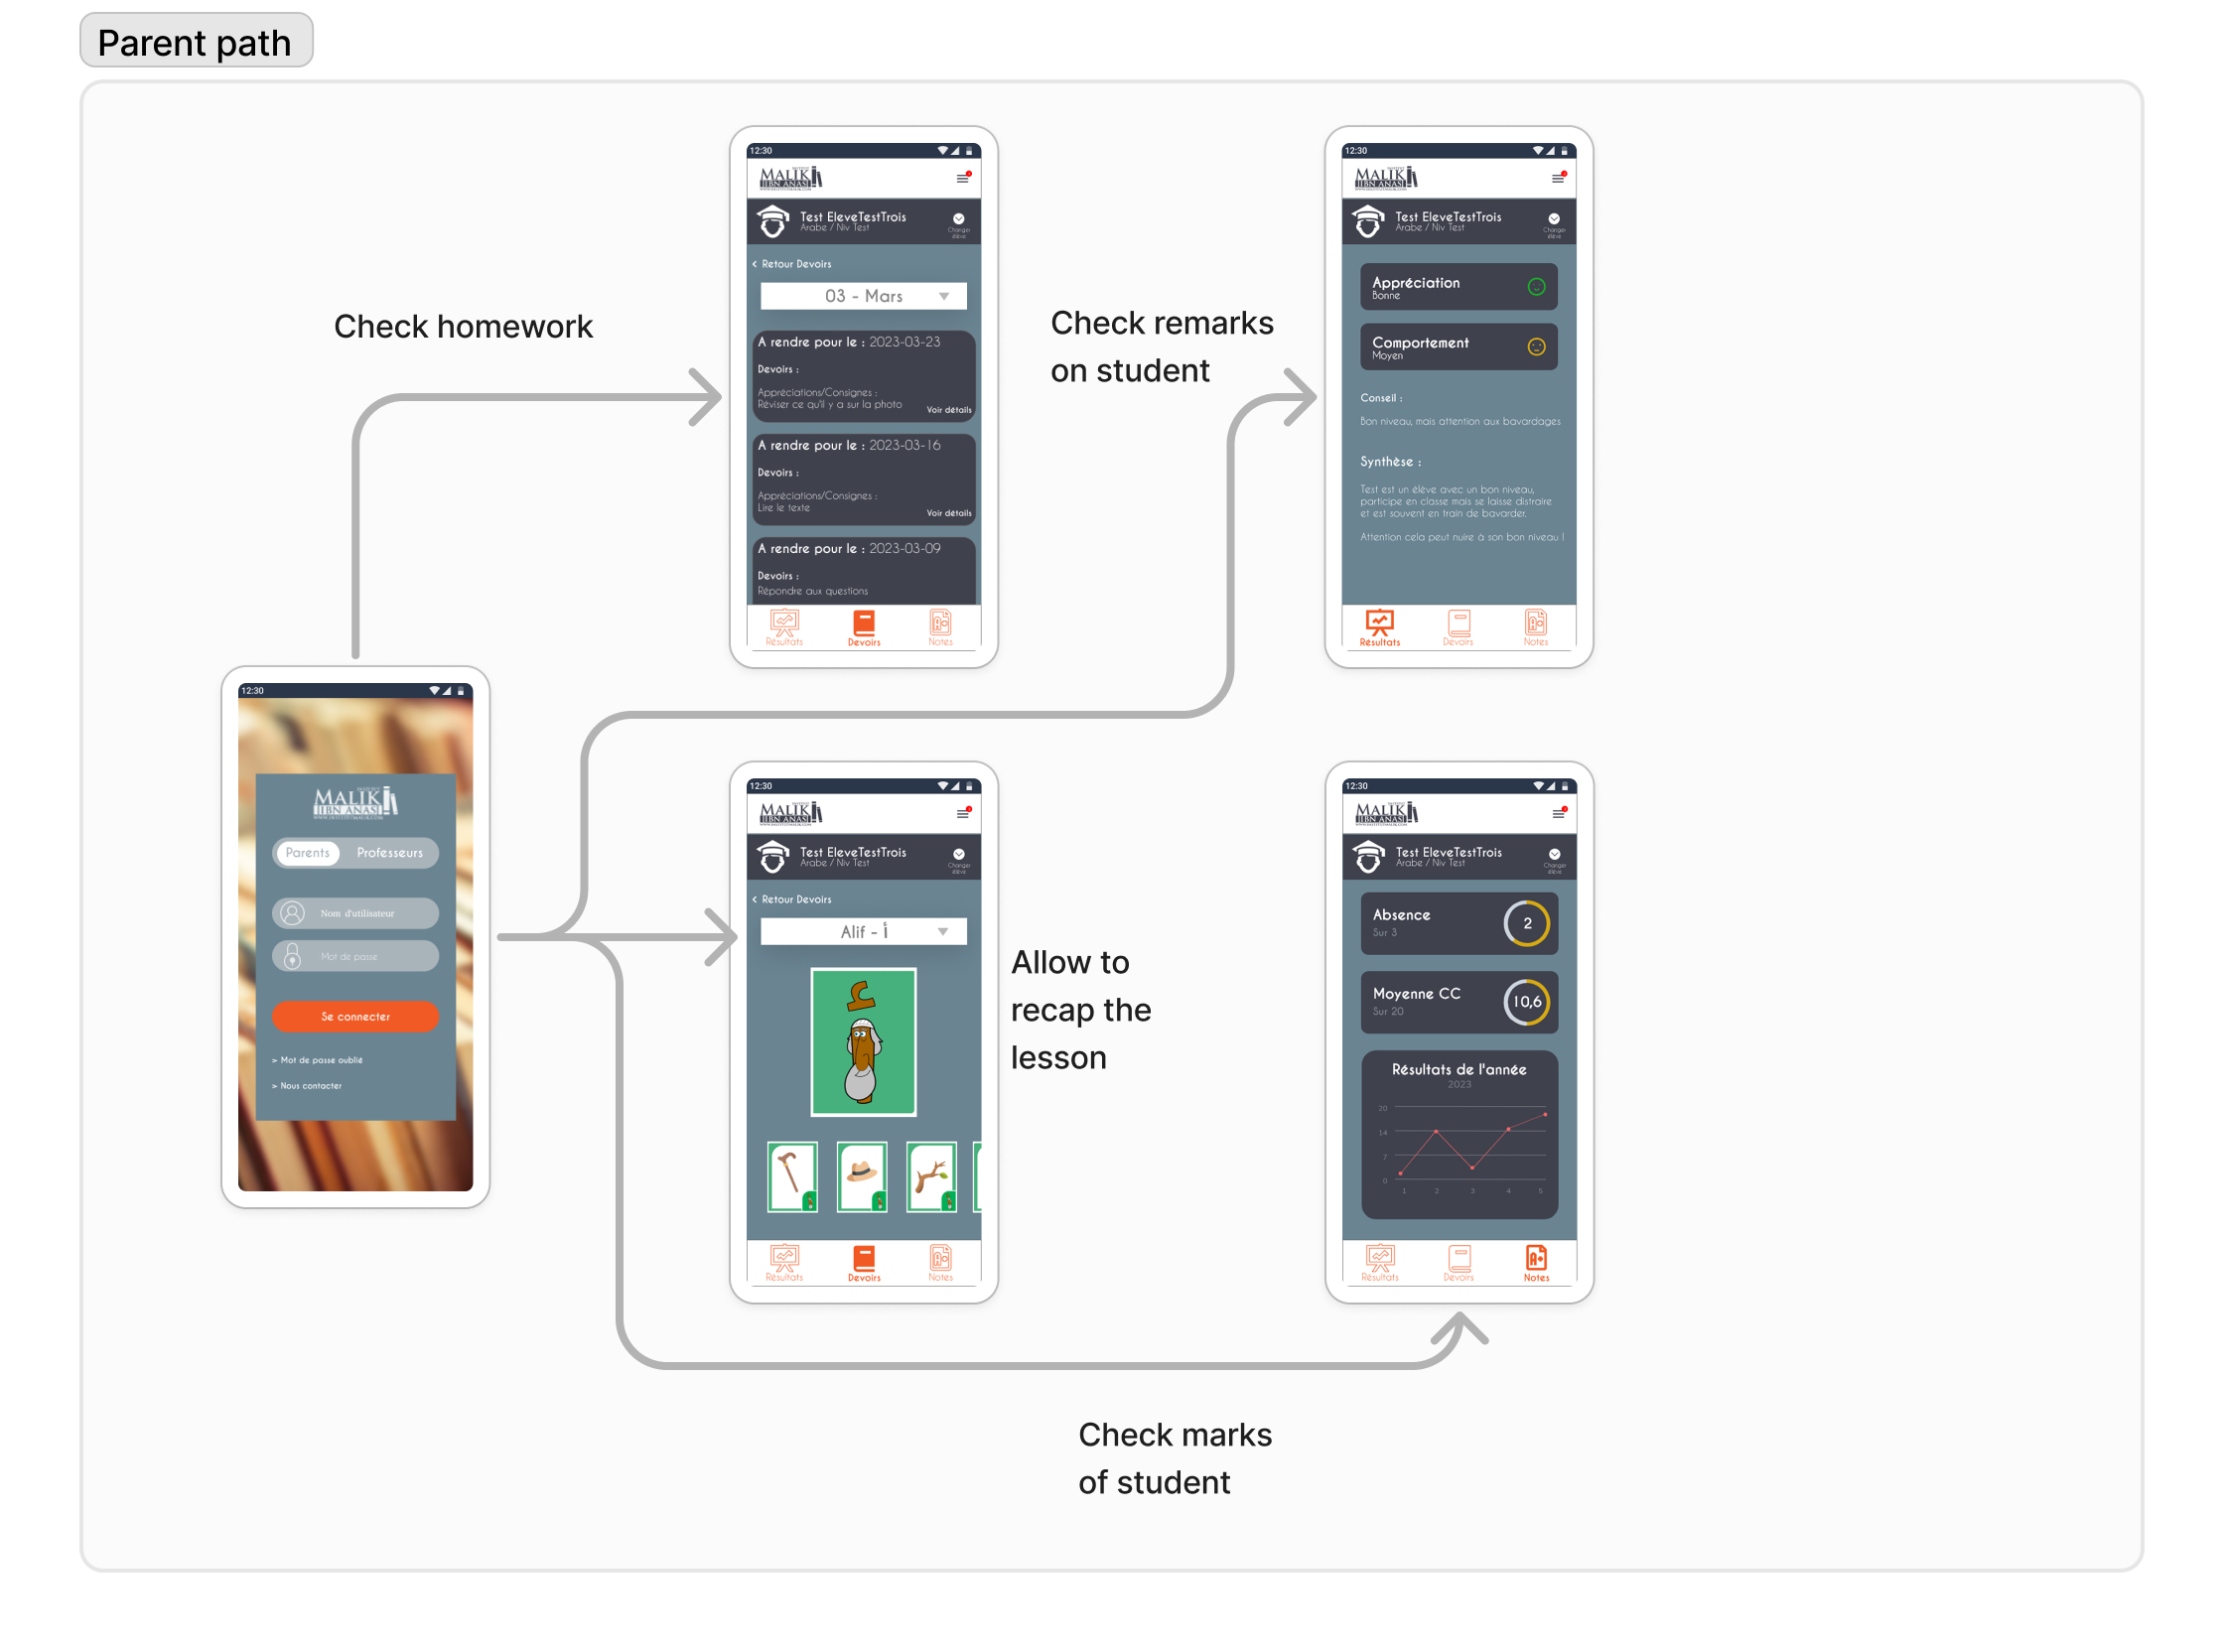 Parent path
Check homework
12:30
MALIK
IBN ANAS
Test EleveTestTrois
Arabe / Niv Test
Changer
élève
< Retour Devoirs
03 - Mars
A rendre pour le : 2023-03-23
Devoirs :
Appréciations/Consignes :
Réviser ce qu'il y a sur la photo
Voir détails
A rendre pour le : 2023-03-16
Devoirs :
Appréciations/Consignes :
Lire le texte
Voir détails
A rendre pour le : 2023-03-09
Devoirs :
Répondre aux questions
Résultats
Devoirs
Notes
Check remarks
on student
12:30
MALIK
IBN ANAS
Test EleveTestTrois
Arabe / Niv Test
Changer
élève
Appréciation
Bonne
Comportement
Moyen
Conseil :
Bon niveau, mais attention aux bavardages
Synthèse :
Test est un élève avec un bon niveau,
participe en classe mais se laisse distraire
et est souvent en train de bavarder.
Attention cela peut nuire à son bon niveau !
Résultats
Devoirs
Notes
12:30
MALIK
IBN ANAS
Parents
Professeurs
Nom d'utilisateur
Mot de passe
Se connecter
> Mot de passe oublié
> Nous contacter
12:30
MALIK
IBN ANAS
Test EleveTestTrois
Arabe / Niv Test
Changer
élève
< Retour Devoirs
Alif - أ
Résultats
Devoirs
Notes
Allow to
recap the
lesson
12:30
MALIK
IBN ANAS
Test EleveTestTrois
Arabe / Niv Test
Changer
élève
Absence
Sur 3
2
Moyenne CC
Sur 20
10,6
Résultats de l'année
2023
20
14
7
0
1 2 3 4 5
Résultats
Devoirs
Notes
Check marks
of student